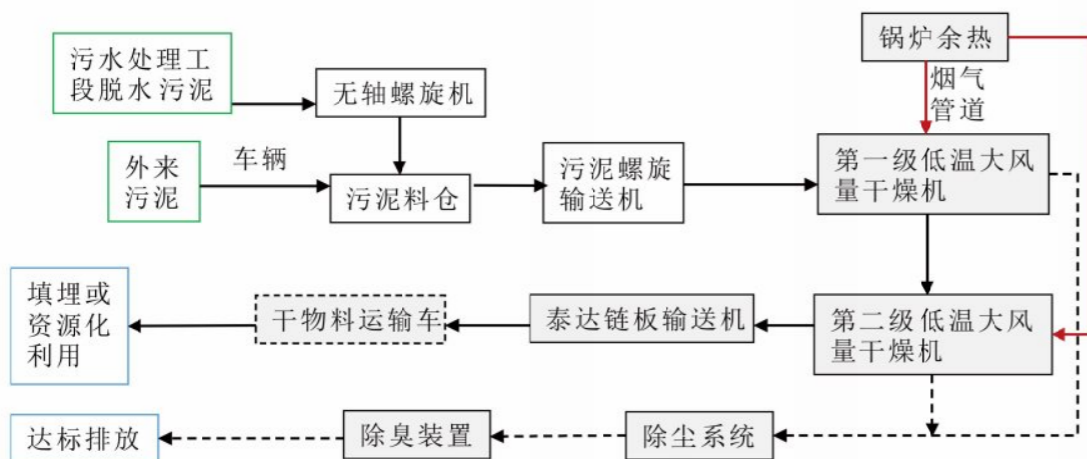 锅炉余热
污水处理工
段脱水污泥
无轴螺旋机
烟气
管道
外来
污泥
车辆
污泥料仓
污泥螺旋
输送机
第一级低温大风
量干燥机
填埋或
资源化
利用
干物料运输车
泰达链板输送机
第二级低温大风
量干燥机
达标排放
除臭装置
除尘系统